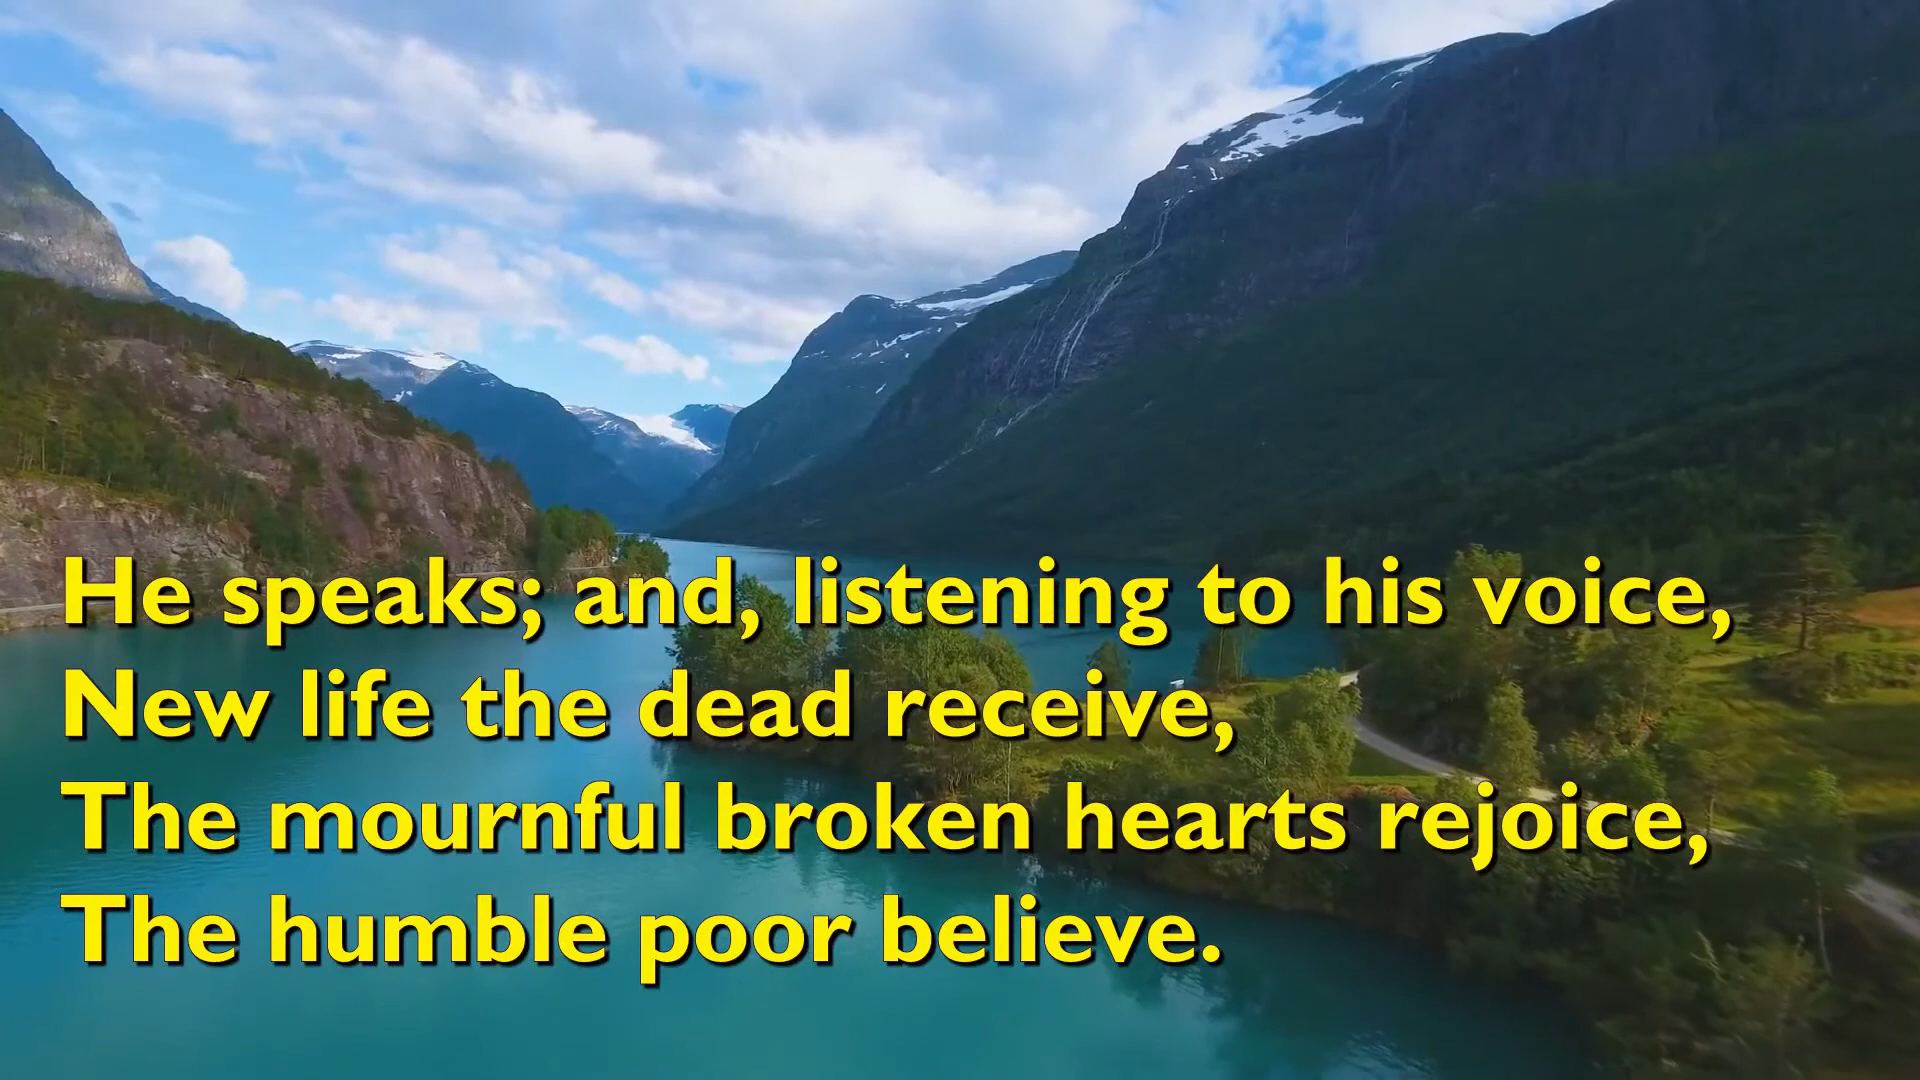 He speaks; and, listening to his voice,
New life the dead receive,
The mournful broken hearts rejoice,
The humble poor believe.